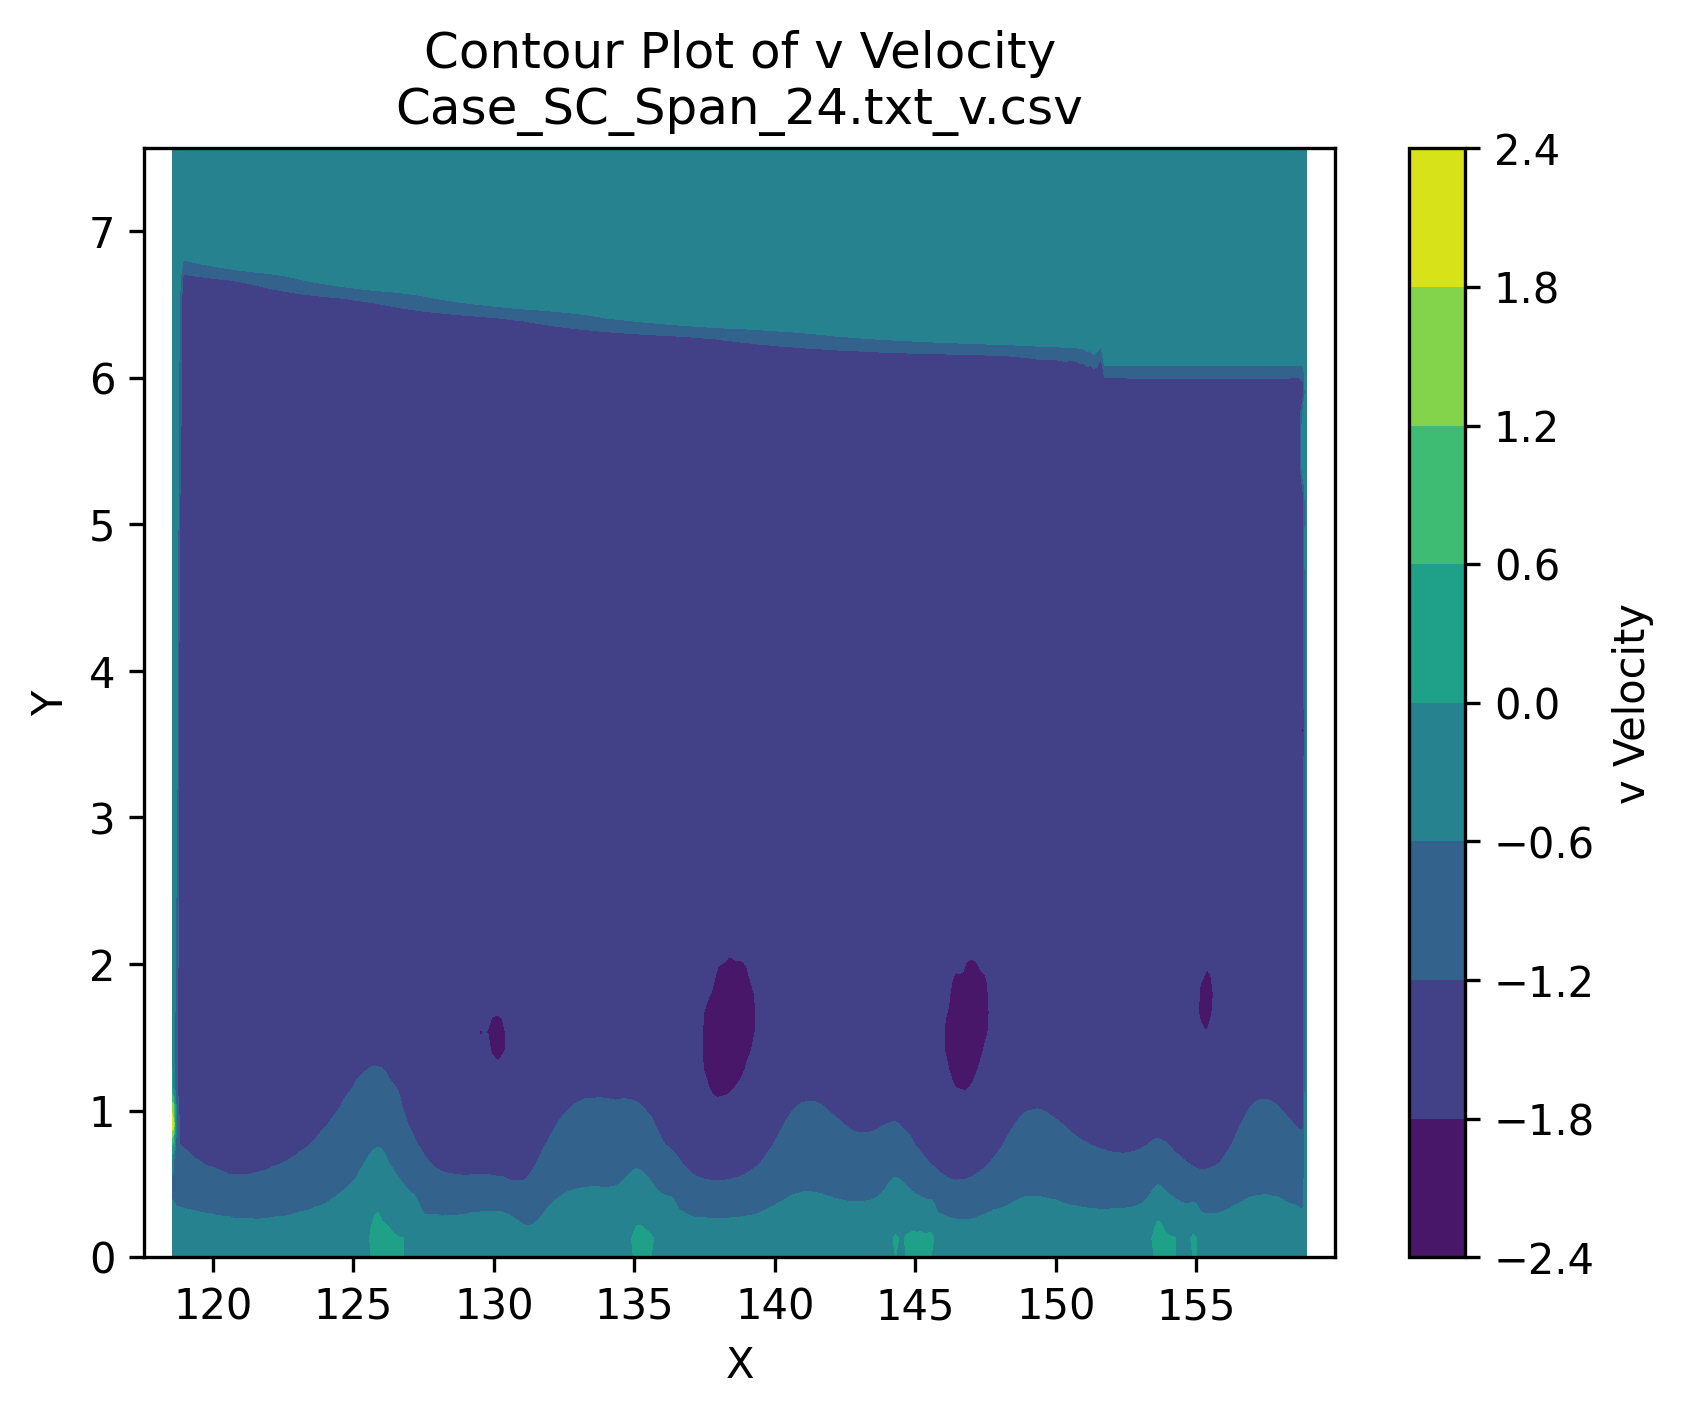 Contour Plot of v Velocity
Case_SC_Span_24.txt_v.csv
7
6
5
4
3
2
1
0
Y
120 125 130 135 140 145 150 155
X
2.4
1.8
1.2
0.6
0.0
−0.6
−1.2
−1.8
−2.4
v Velocity